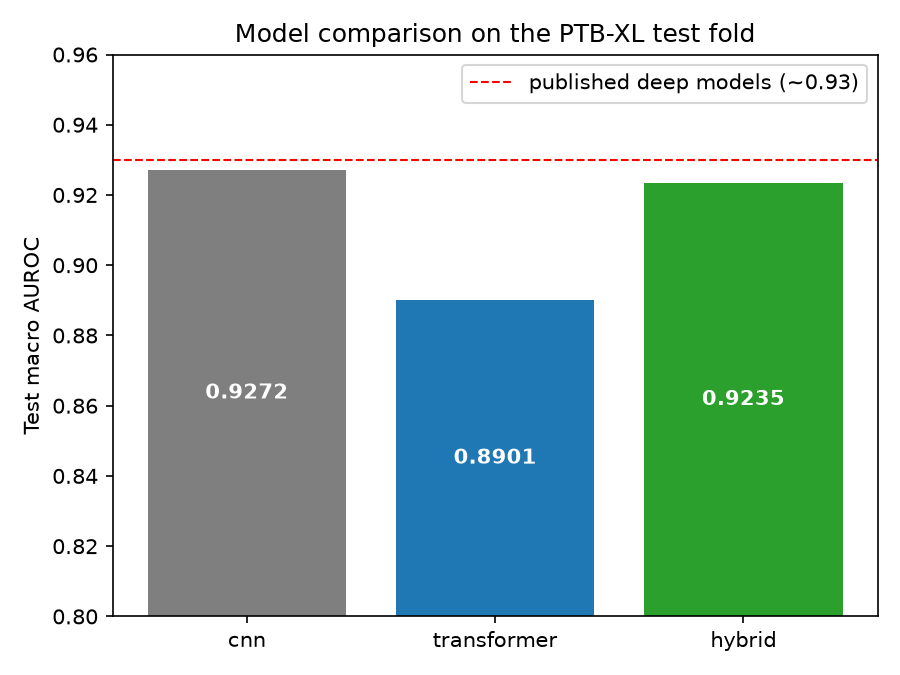 Model comparison on the PTB-XL test fold
published deep models (~0.93)
Test macro AUROC
0.96
0.94
0.92
0.90
0.88
0.86
0.84
0.82
0.80
0.9272
0.8901
0.9235
cnn
transformer
hybrid